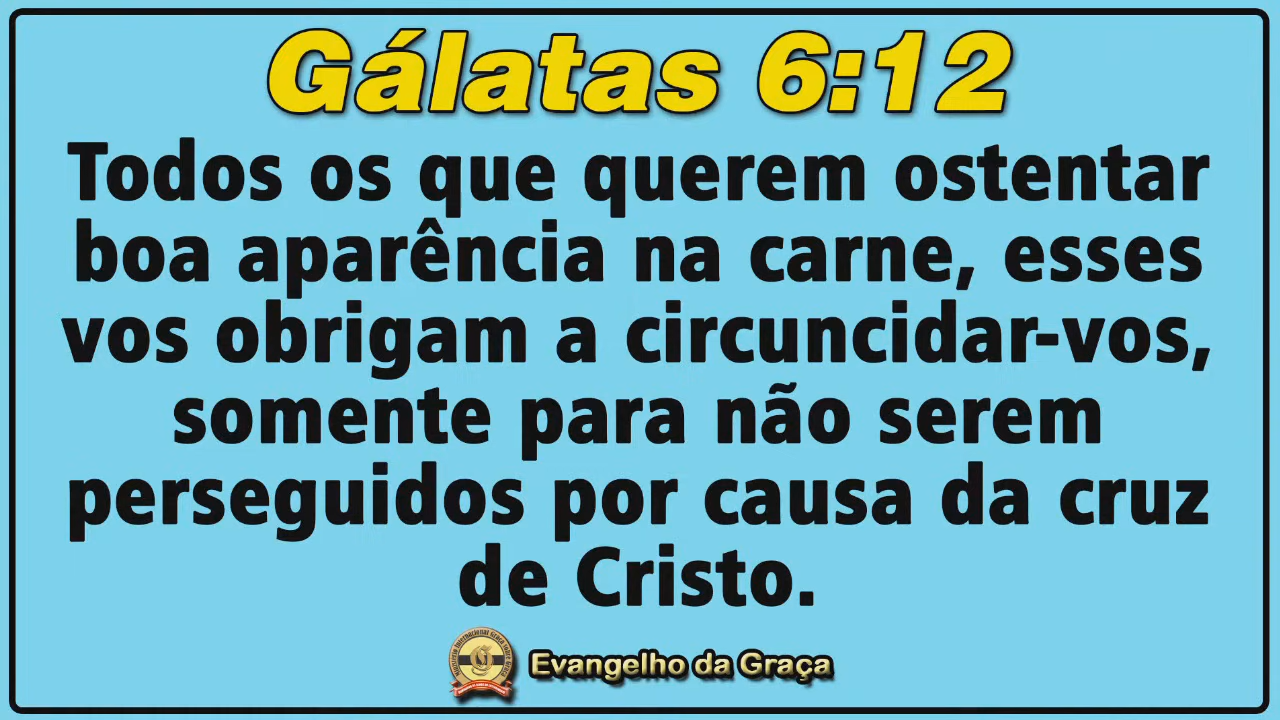 Gálatas 6:12
Todos os que querem ostentar
boa aparência na carne, esses
vos obrigam a circuncidar-vos,
somente para não serem
perseguidos por causa da cruz
de Cristo.
Evangelho da Graça